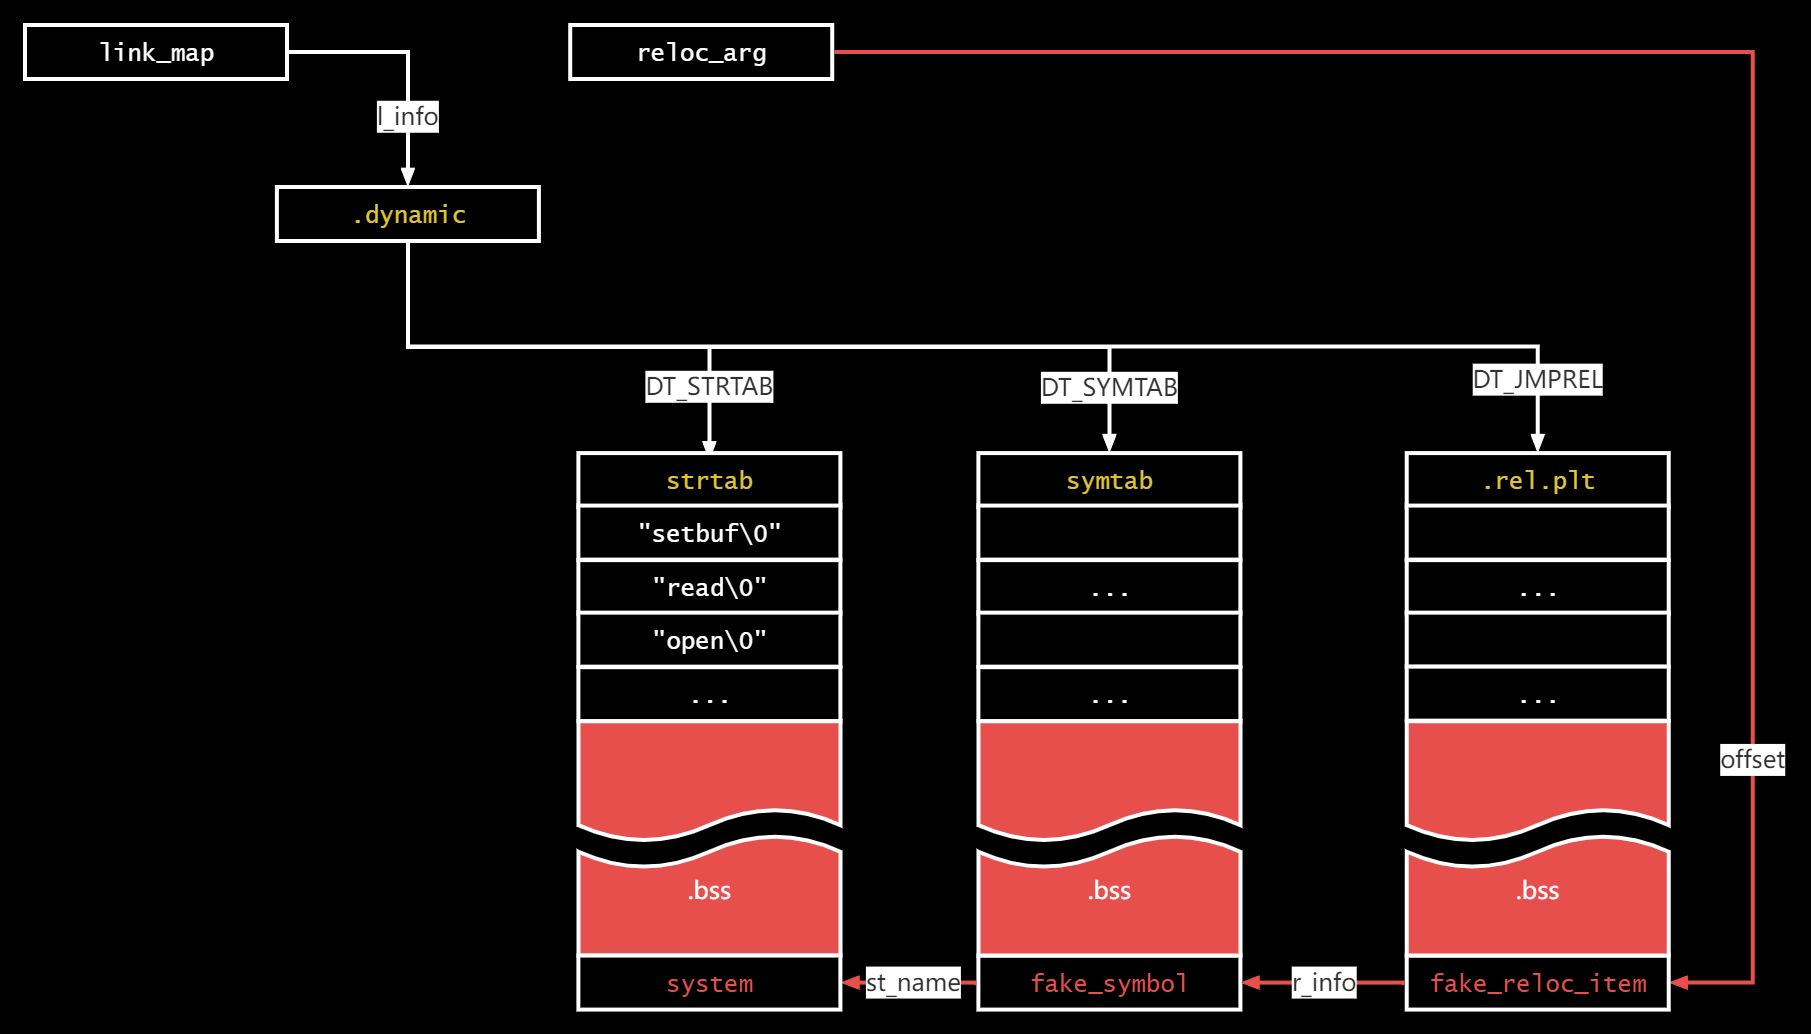 link_map
reloc_arg
l_info
.dynamic
DT_STRTAB
DT_SYMTAB
DT_JMPREL
strtab
symtab
.rel.plt
"setbuf\0"
"read\0"
...
...
"open\0"
...
...
...
offset
.bss
.bss
.bss
system
st_name
fake_symbol
r_info
fake_reloc_item